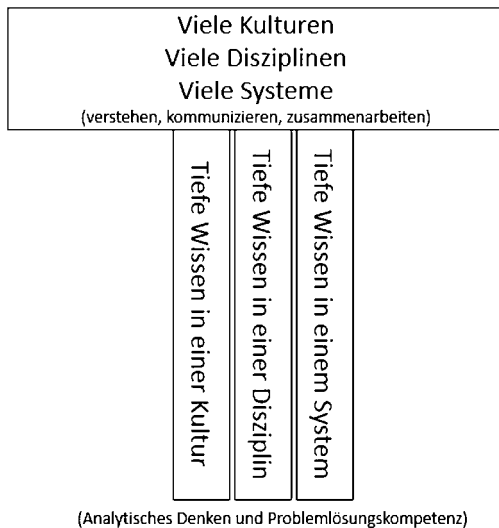 Viele Kulturen
Viele Disziplinen
Viele Systeme
(verstehen, kommunizieren, zusammenarbeiten)
Tiefe Wissen in einer Kultur
Tiefe Wissen in einer Disziplin
Tiefe Wissen in einem System
(Analytisches Denken und Problemlösungskompetenz)